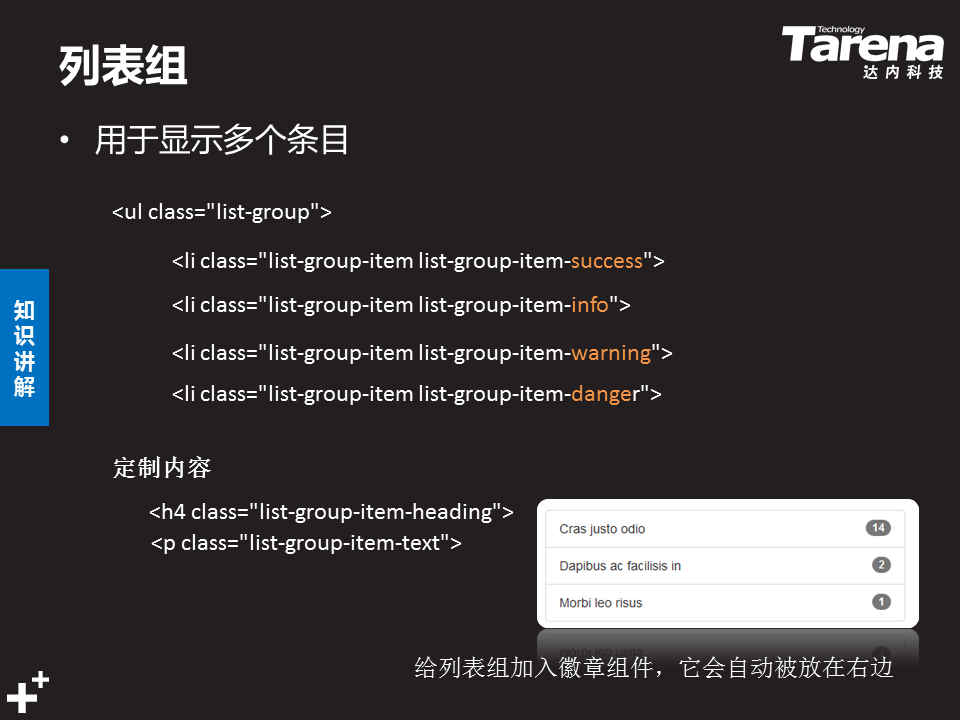 列表组
Technology
Tarena
达内科技
• 用于显示多个条目
<ul class="list-group">
<li class="list-group-item list-group-item-success">
<li class="list-group-item list-group-item-info">
<li class="list-group-item list-group-item-warning">
<li class="list-group-item list-group-item-danger">
知识讲解
定制内容
<h4 class="list-group-item-heading">
<p class="list-group-item-text">
Cras justo odio 14
Dapibus ac facilisis in 2
Morbi leo risus 1
给列表组加入徽章组件，它会自动被放在右边